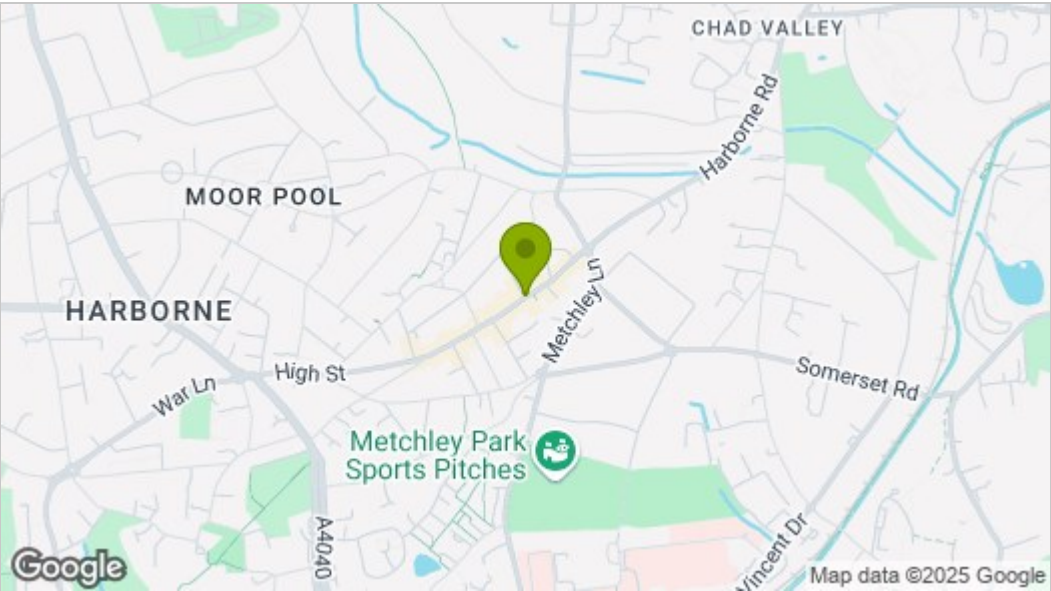 CHAD VALLEY
Harborne Rd
MOOR POOL
Metchley Ln
HARBORNE
High St
War Ln
Somerset Rd
Metchley Park
Sports Pitches
A4040
Vincent Dr
Google
Map data ©2025 Google